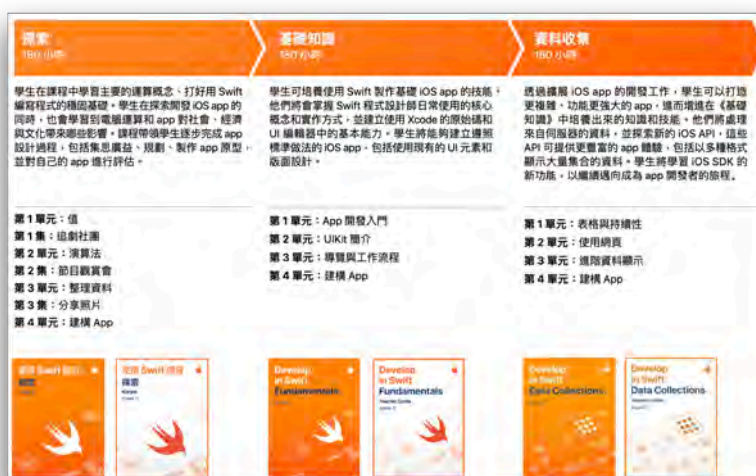 探索
180 小時
學生在課程中學習主要的運算概念、打好用 Swift
編寫程式的穩固基礎。學生在探索開發 iOS app 的
同時，也會學習到電腦運算和 app 對社會、經濟
與文化帶來哪些影響。課程帶領學生逐步完成 app
設計過程，包括集思廣益、規劃、製作 app 原型，
並對自己的 app 進行評估。
第 1 單元：值
第 1 集：追劇社團
第 2 單元：演算法
第 2 集：節目觀賞會
第 3 單元：整理資料
第 3 集：分享照片
第 4 單元：建構 App
基礎知識
180 小時
學生可培養使用 Swift 製作基礎 iOS app 的技能，
他們將會掌握 Swift 程式設計師日常使用的核心
概念和實作方式，並建立使用 Xcode 的原始碼和
UI 編輯器中的基本能力。學生將能夠建立遵照
標準做法的 iOS app，包括使用現有的 UI 元素和
版面設計。
第 1 單元：App 開發入門
第 2 單元：UIKit 簡介
第 3 單元：導覽與工作流程
第 4 單元：建構 App
資料收集
180 小時
透過擴展 iOS app 的開發工作，學生可以打造
更複雜、功能更強大的 app，進而增進在《基礎
知識》中培養出來的知識和技能。他們將處理
來自伺服器的資料，並探索新的 iOS API，這些
API 可提供更豐富的 app 體驗，包括以多種格式
顯示大量集合的資料。學生將學習 iOS SDK 的
新功能，以繼續邁向成為 app 開發者的旅程。
第 1 單元：表格與持續性
第 2 單元：使用網頁
第 3 單元：進階資料顯示
第 4 單元：建構 App
Swift
探索
Swift
探索
Develop
in Swift
Fundamentals
Develop
in Swift
Fundamentals
Teacher Guide
Develop
in Swift
Data Collections
Develop
in Swift
Data Collections